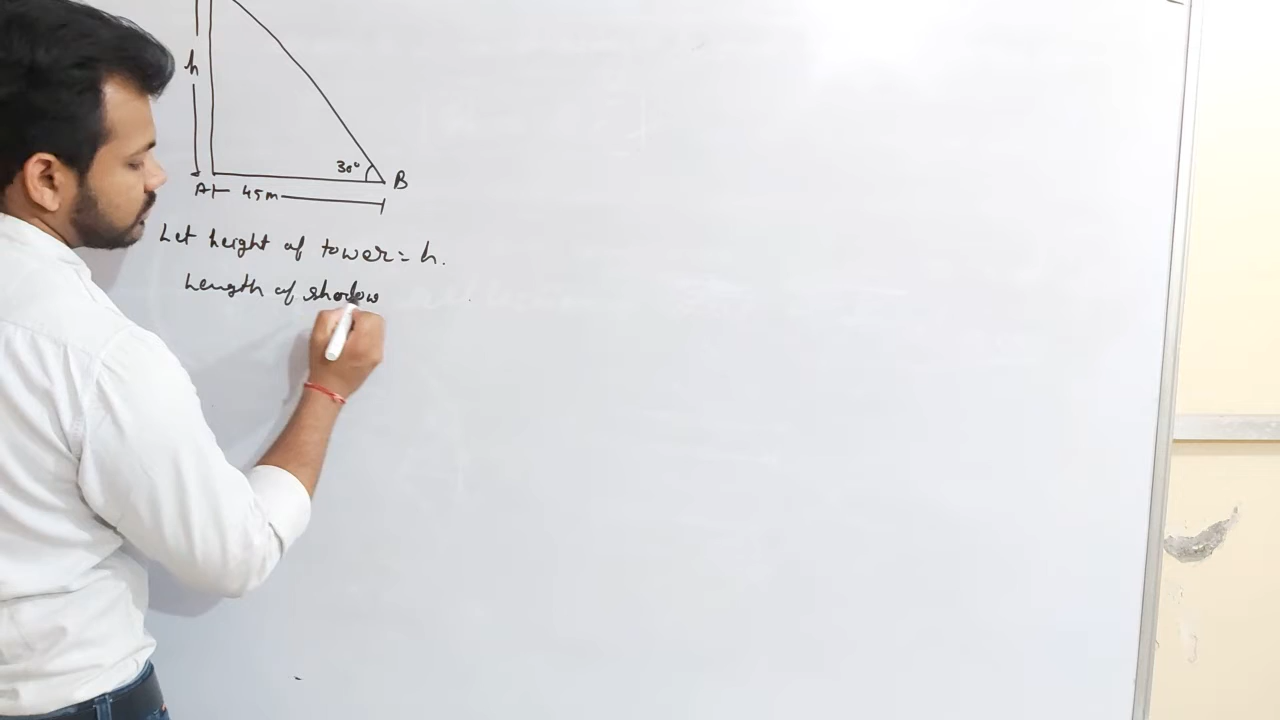 h
30°
A 45m B
Let height of tower = h.
Length of shadow